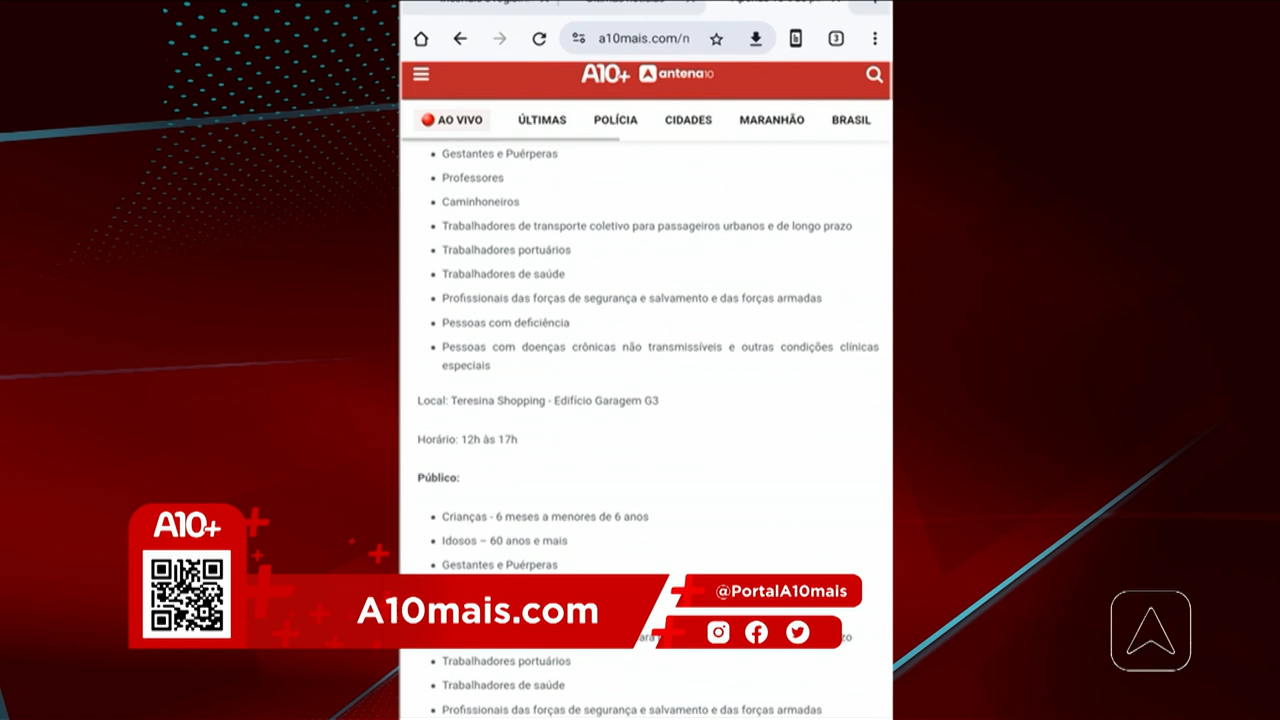 a10mais.com/n
3
A10+ antena10
AO VIVO ÚLTIMAS POLÍCIA CIDADES MARANHÃO BRASIL
Gestantes e Puérperas
Professores
Caminhoneiros
Trabalhadores de transporte coletivo para passageiros urbanos e de longo prazo
Trabalhadores portuários
Trabalhadores de saúde
Profissionais das forças de segurança e salvamento e das forças armadas
Pessoas com deficiência
Pessoas com doenças crônicas não transmissíveis e outras condições clínicas
especiais
Local: Teresina Shopping - Edifício Garagem G3
Horário: 12h às 17h
Público:
Crianças - 6 meses a menores de 6 anos
Idosos – 60 anos e mais
Gestantes e Puérperas
A10+
A10mais.com
@PortalA10mais
Trabalhadores portuários
Trabalhadores de saúde
Profissionais das forças de segurança e salvamento e das forças armadas